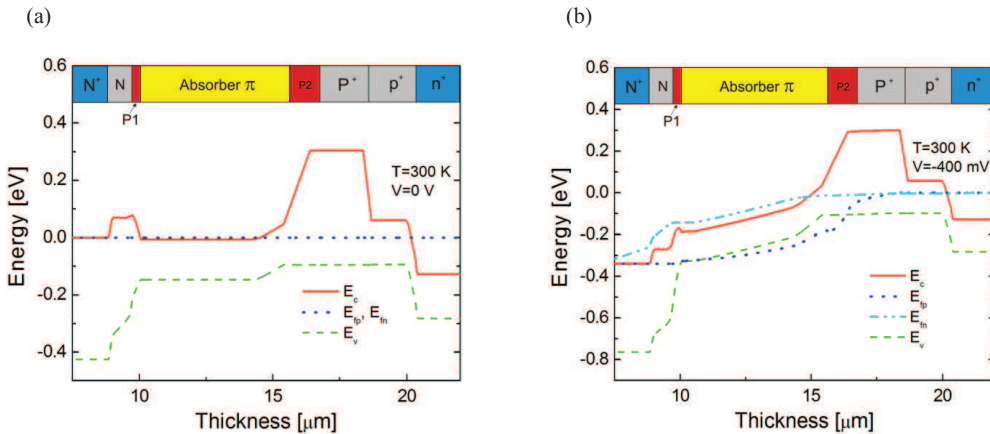 (a)
(b)
N+ N Absorber π P2 P+ p+ n+
P1
T=300 K
V=0 V
Ec
Efp, Efn
Ev
Energy [eV]
0.6
0.4
0.2
0.0
-0.2
-0.4
10 15 20
Thickness [μm]
N+ N Absorber π P2 P+ p+ n+
P1
T=300 K
V=-400 mV
Ec
Efp
Efn
Ev
Energy [eV]
0.6
0.4
0.2
0.0
-0.2
-0.4
-0.6
-0.8
10 15 20
Thickness [μm]